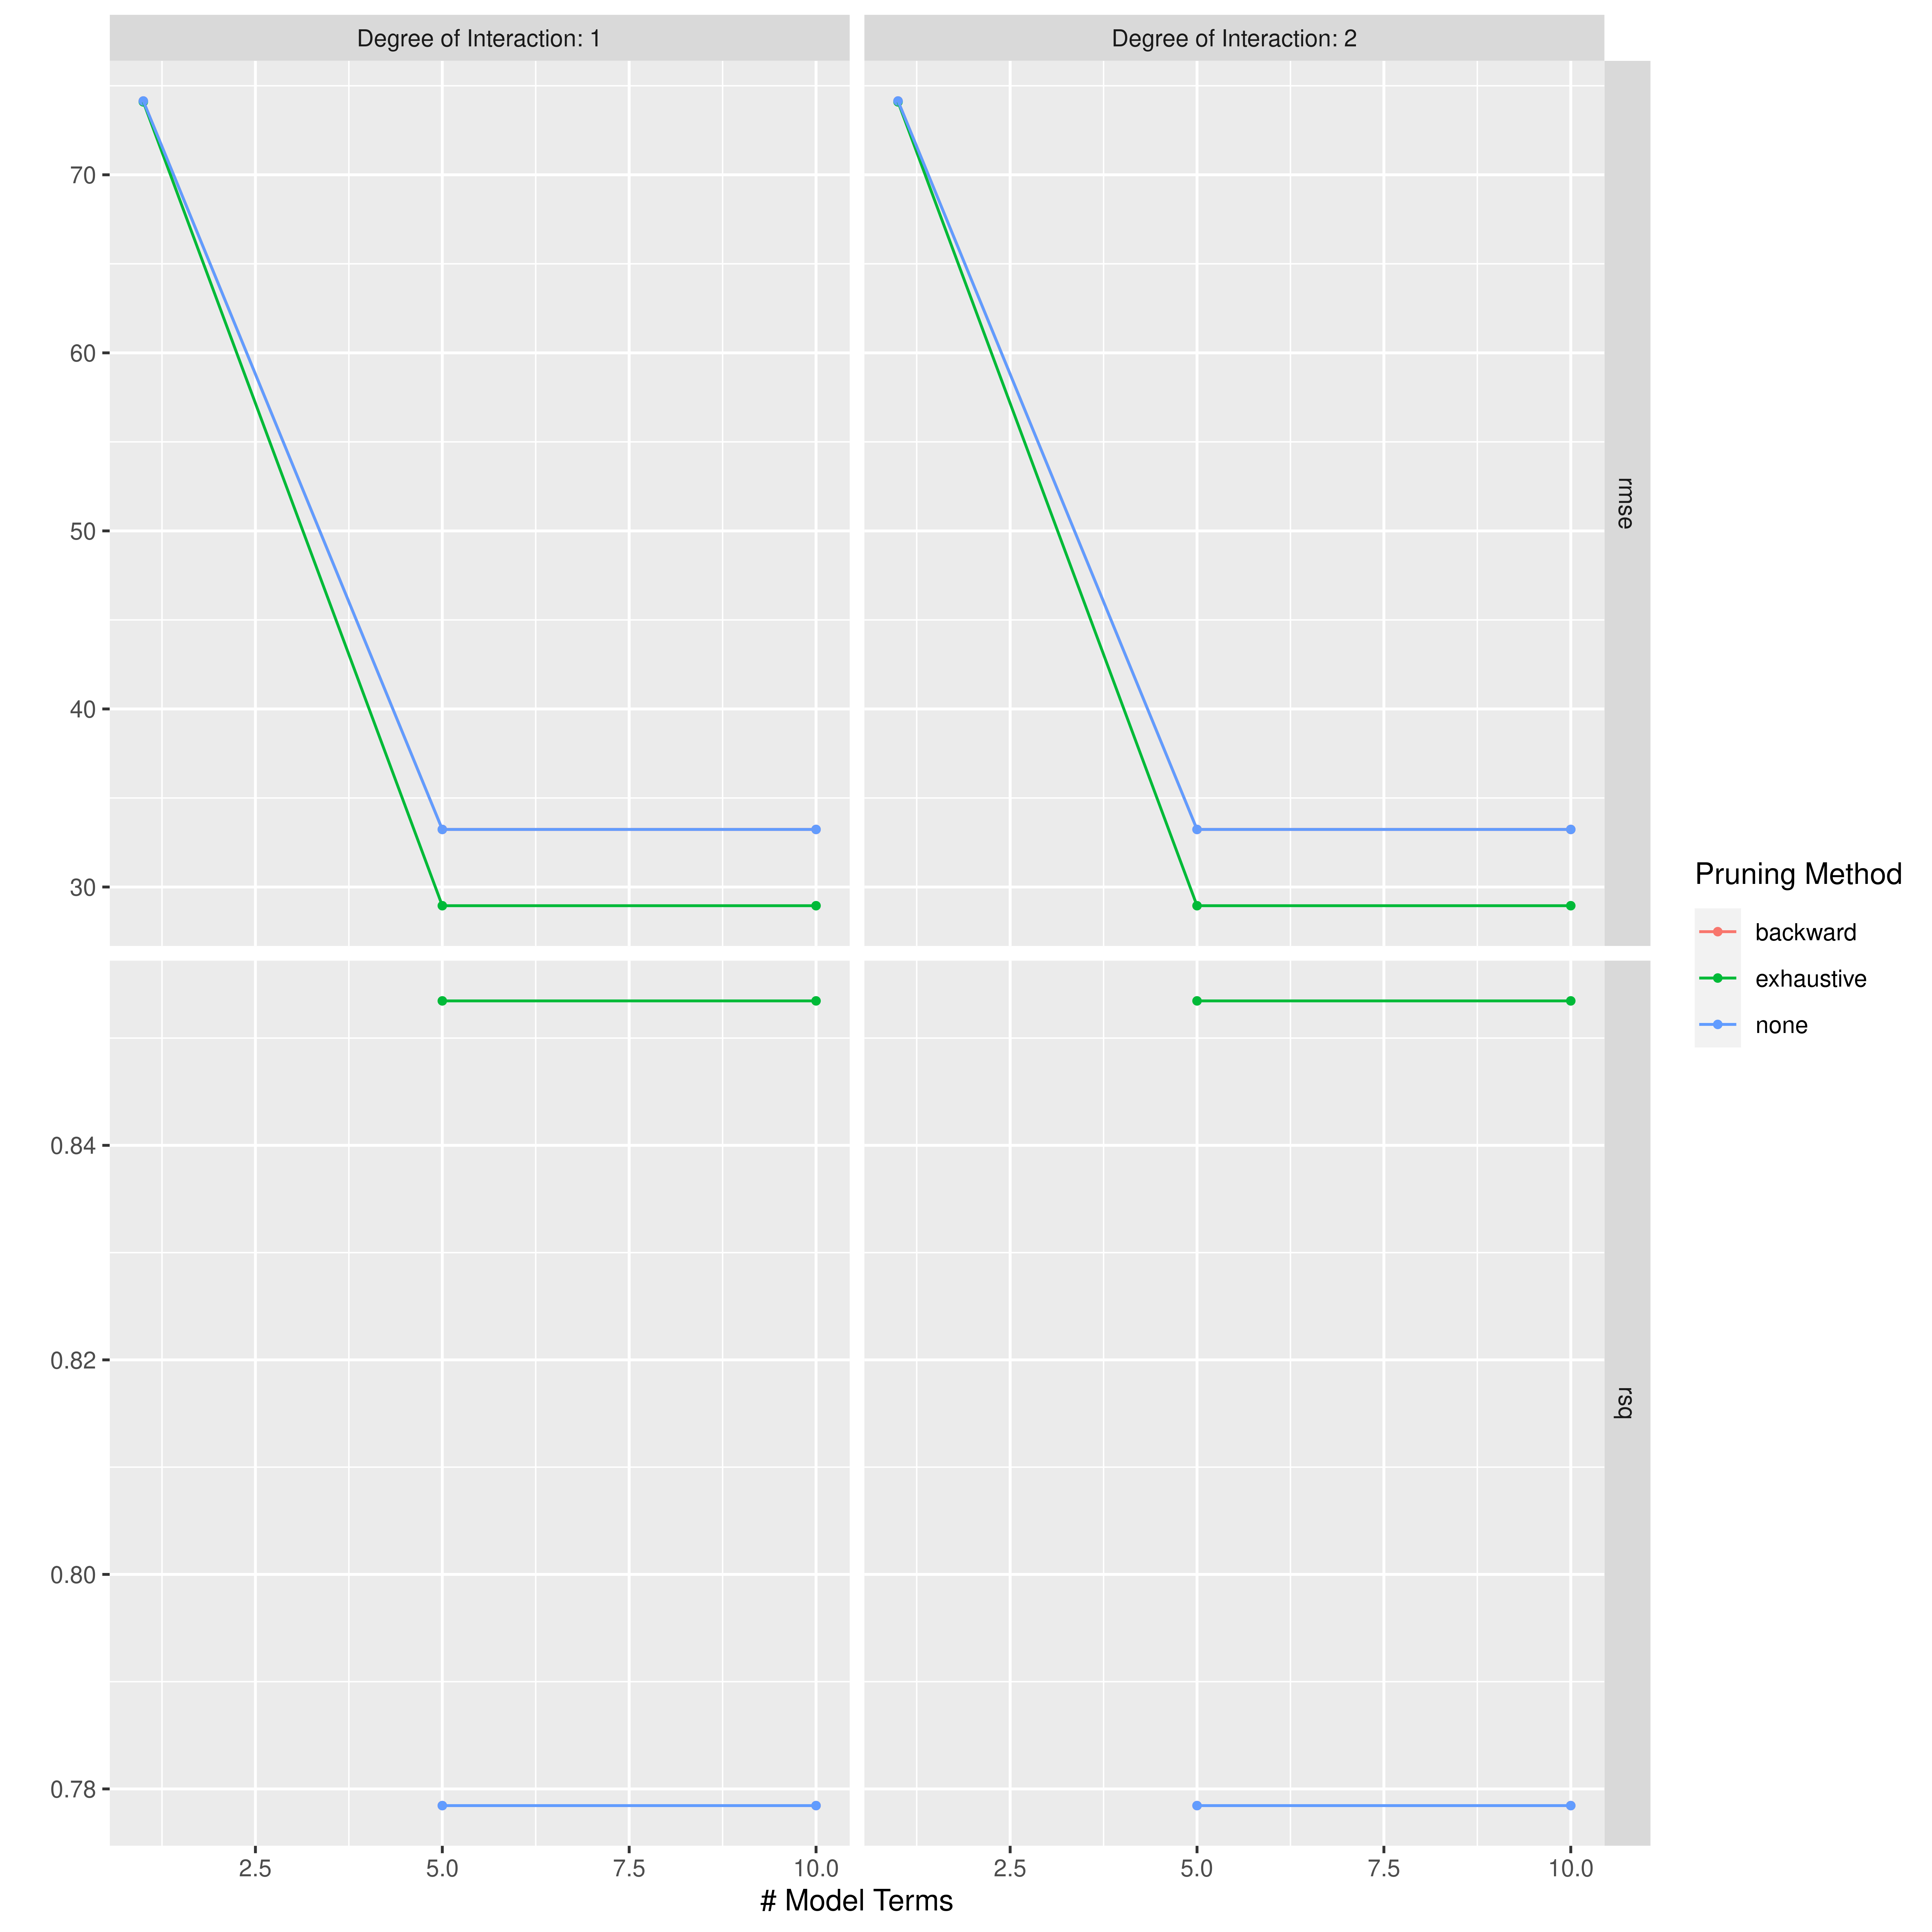 Degree of Interaction: 1
Degree of Interaction: 2
70
60
50
40
30
rmse
0.84
0.82
0.80
0.78
rsq
2.5 5.0 7.5 10.0
2.5 5.0 7.5 10.0
# Model Terms
Pruning Method
backward
exhaustive
none